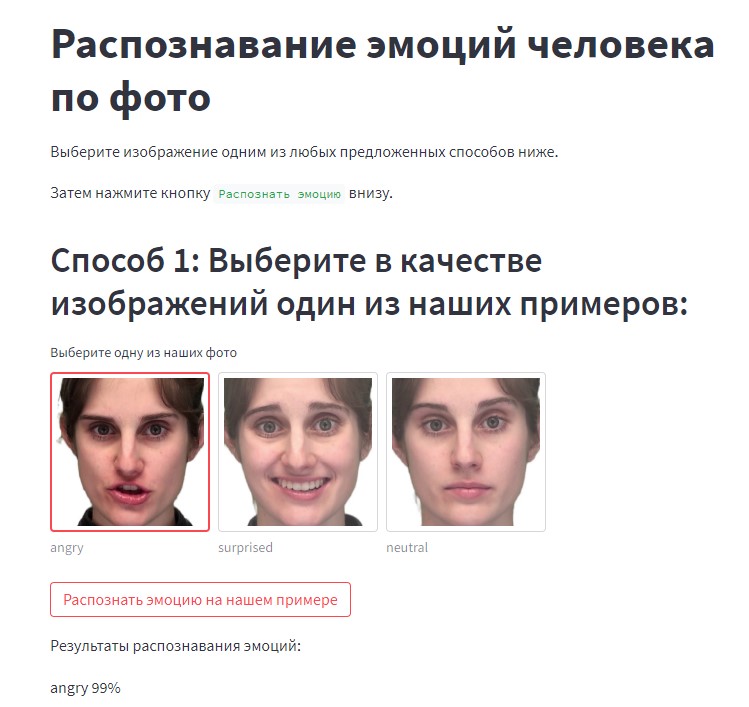 Распознавание эмоций человека
по фото
Выберите изображение одним из любых предложенных способов ниже.
Затем нажмите кнопку Распознать эмоцию внизу.
Способ 1: Выберите в качестве
изображений один из наших примеров:
Выберите одну из наших фото
angry
surprised
neutral
Распознать эмоцию на нашем примере
Результаты распознавания эмоций:
angry 99%